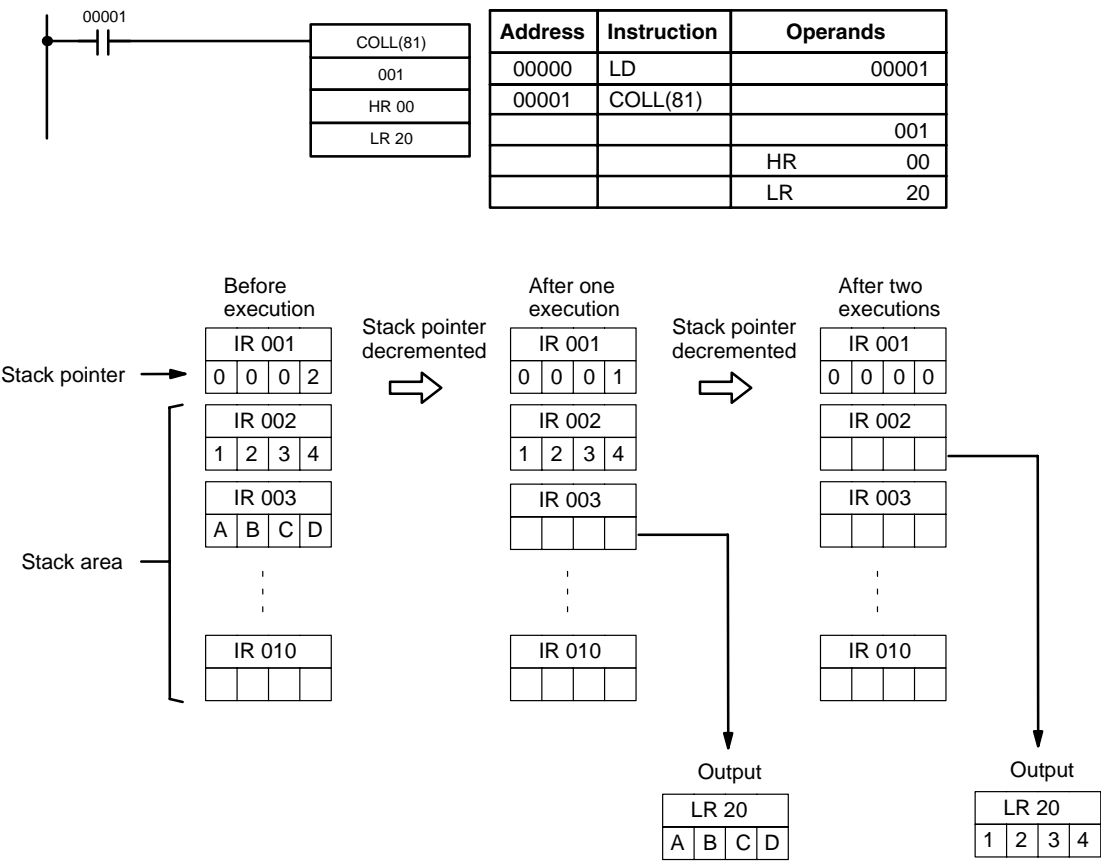 00001
COLL(81)
001
HR 00
LR 20
Address Instruction Operands
00000 LD 00001
00001 COLL(81)
001
HR 00
LR 20
Before
execution
After one
execution
After two
executions
Stack pointer
decremented
Stack pointer
decremented
IR 001
IR 001
IR 001
Stack pointer
0 0 0 2
0 0 0 1
0 0 0 0
IR 002
IR 002
IR 002
1 2 3 4
1 2 3 4
IR 003
IR 003
IR 003
A B C D
Stack area
IR 010
IR 010
IR 010
Output
Output
LR 20
LR 20
A B C D
1 2 3 4